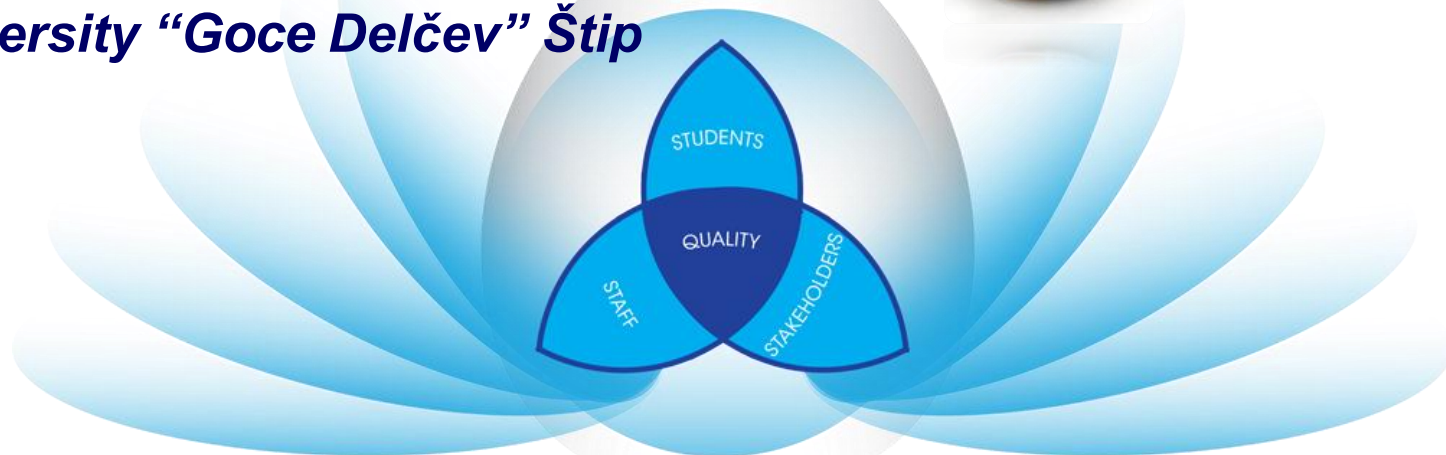 ersity “Goce Delčev” Štip
STUDENTS
QUALITY
STAFF
STAKEHOLDERS